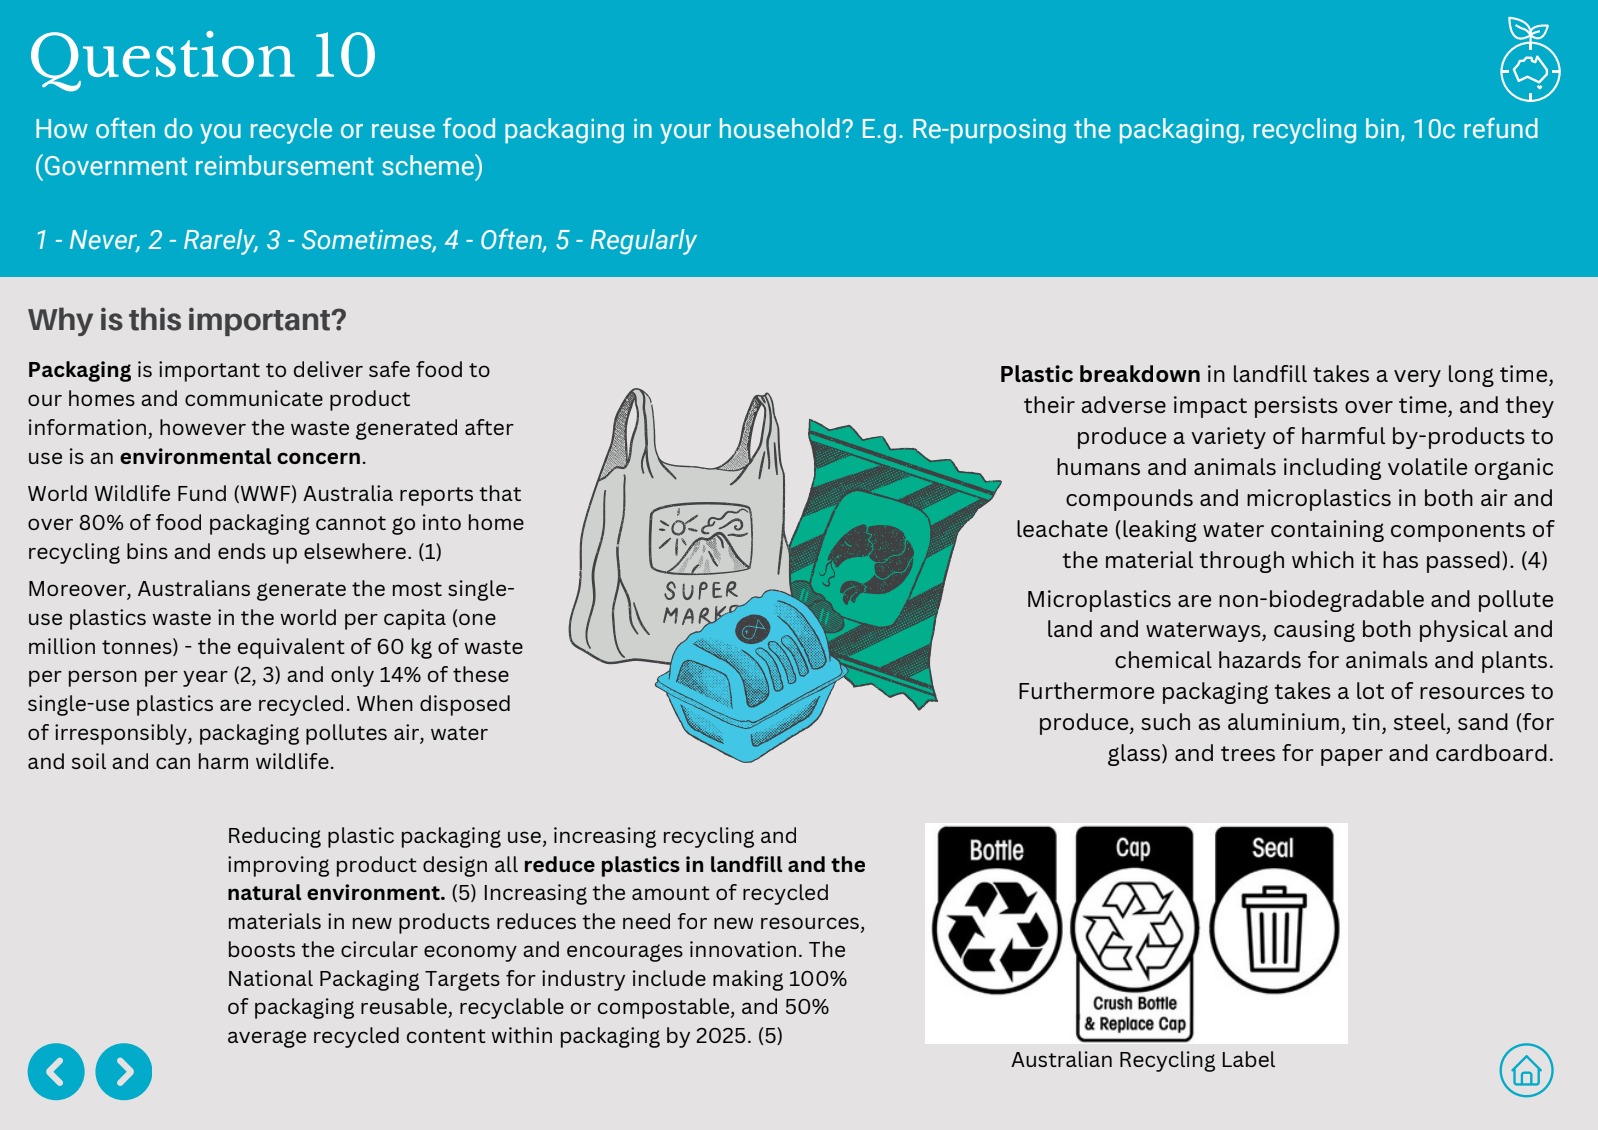 Question 10
How often do you recycle or reuse food packaging in your household? E.g. Re-purposing the packaging, recycling bin, 10c refund
(Government reimbursement scheme)
1 - Never, 2 - Rarely, 3 - Sometimes, 4 - Often, 5 - Regularly
Why is this important?
Packaging is important to deliver safe food to
our homes and communicate product
information, however the waste generated after
use is an environmental concern.
World Wildlife Fund (WWF) Australia reports that
over 80% of food packaging cannot go into home
recycling bins and ends up elsewhere. (1)
Moreover, Australians generate the most single-
use plastics waste in the world per capita (one
million tonnes) - the equivalent of 60 kg of waste
per person per year (2, 3) and only 14% of these
single-use plastics are recycled. When disposed
of irresponsibly, packaging pollutes air, water
and soil and can harm wildlife.
SUPER
MARK
Plastic breakdown in landfill takes a very long time,
their adverse impact persists over time, and they
produce a variety of harmful by-products to
humans and animals including volatile organic
compounds and microplastics in both air and
leachate (leaking water containing components of
the material through which it has passed). (4)
Microplastics are non-biodegradable and pollute
land and waterways, causing both physical and
chemical hazards for animals and plants.
Furthermore packaging takes a lot of resources to
produce, such as aluminium, tin, steel, sand (for
glass) and trees for paper and cardboard.
Reducing plastic packaging use, increasing recycling and
improving product design all reduce plastics in landfill and the
natural environment. (5) Increasing the amount of recycled
materials in new products reduces the need for new resources,
boosts the circular economy and encourages innovation. The
National Packaging Targets for industry include making 100%
of packaging reusable, recyclable or compostable, and 50%
average recycled content within packaging by 2025. (5)
Bottle
Cap
Seal
Crush Bottle
& Replace Cap
Australian Recycling Label